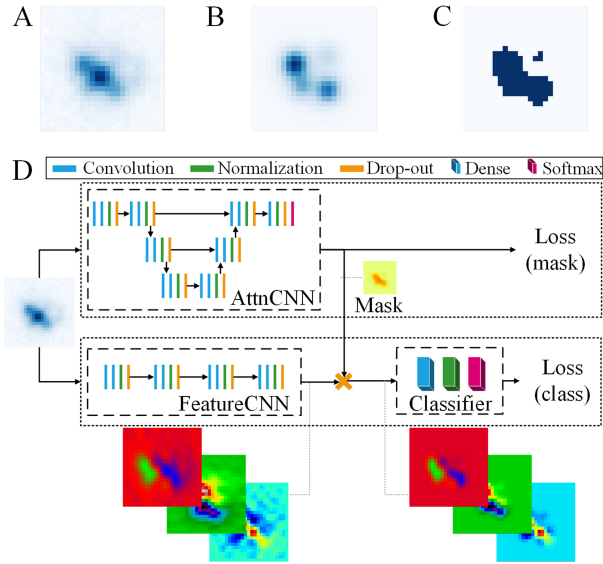 A B C
D
Convolution Normalization Drop-out Dense Softmax
AttnCNN
Loss
(mask)
Mask
FeatureCNN
Classifier
Loss
(class)